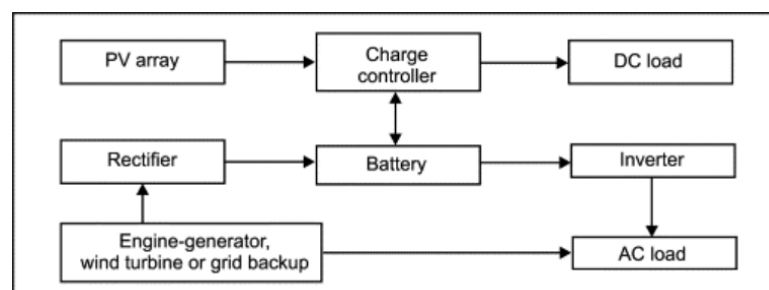 PV array
Charge
controller
DC load
Rectifier
Battery
Inverter
Engine-generator,
wind turbine or grid backup
AC load